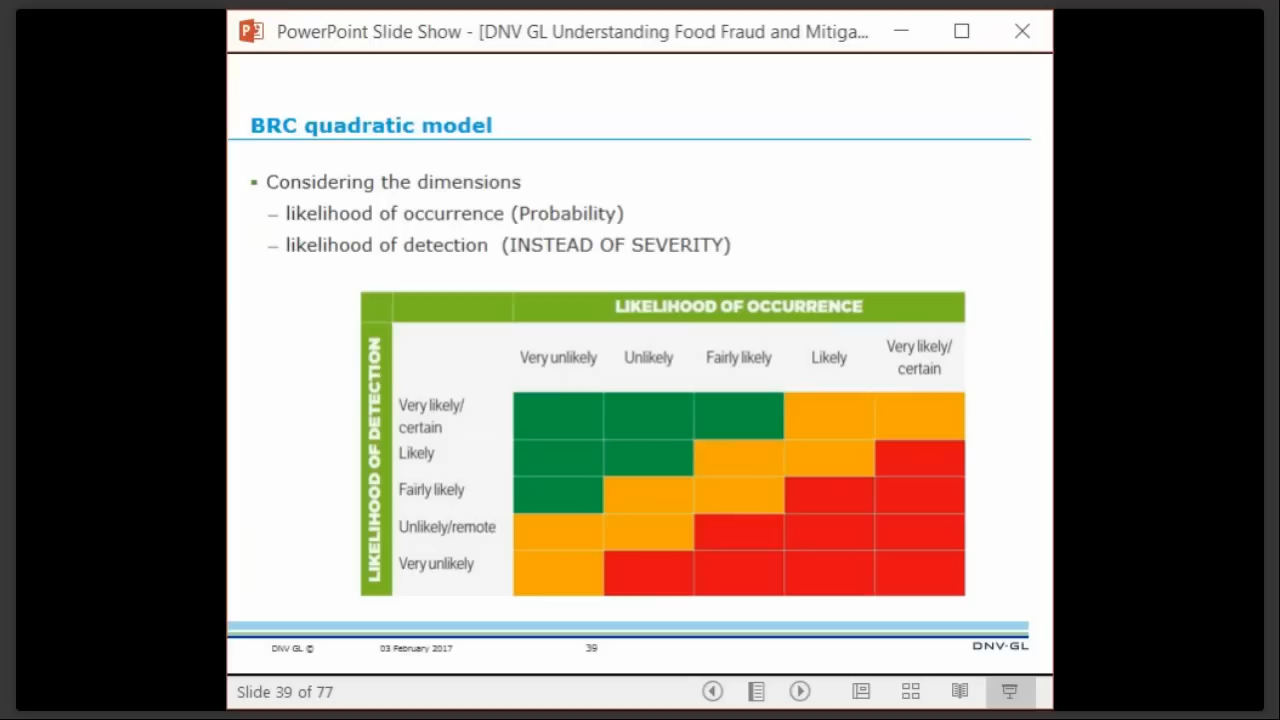 PowerPoint Slide Show - [DNV GL Understanding Food Fraud and Mitiga...
BRC quadratic model
Considering the dimensions
– likelihood of occurrence (Probability)
– likelihood of detection (INSTEAD OF SEVERITY)
LIKELIHOOD OF OCCURRENCE
LIKELIHOOD OF DETECTION
Very unlikely Unlikely Fairly likely Likely Very likely/
certain
Very likely/
certain
Likely
Fairly likely
Unlikely/remote
Very unlikely
DNV GL © 03 February 2017 39 DNV·GL
Slide 39 of 77